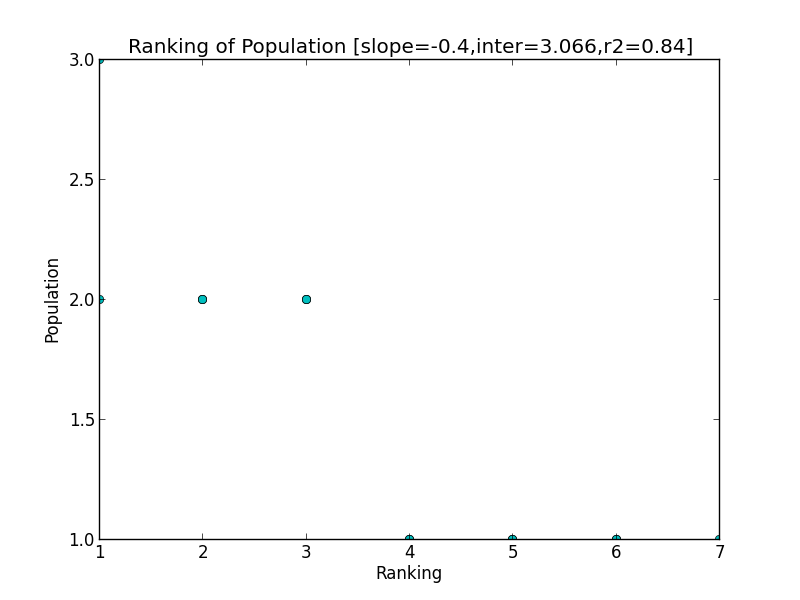 Ranking of Population [slope=-0.4,inter=3.066,r2=0.84]
3.0
2.5
2.0
1.5
1.0
Population
1 2 3 4 5 6 7
Ranking